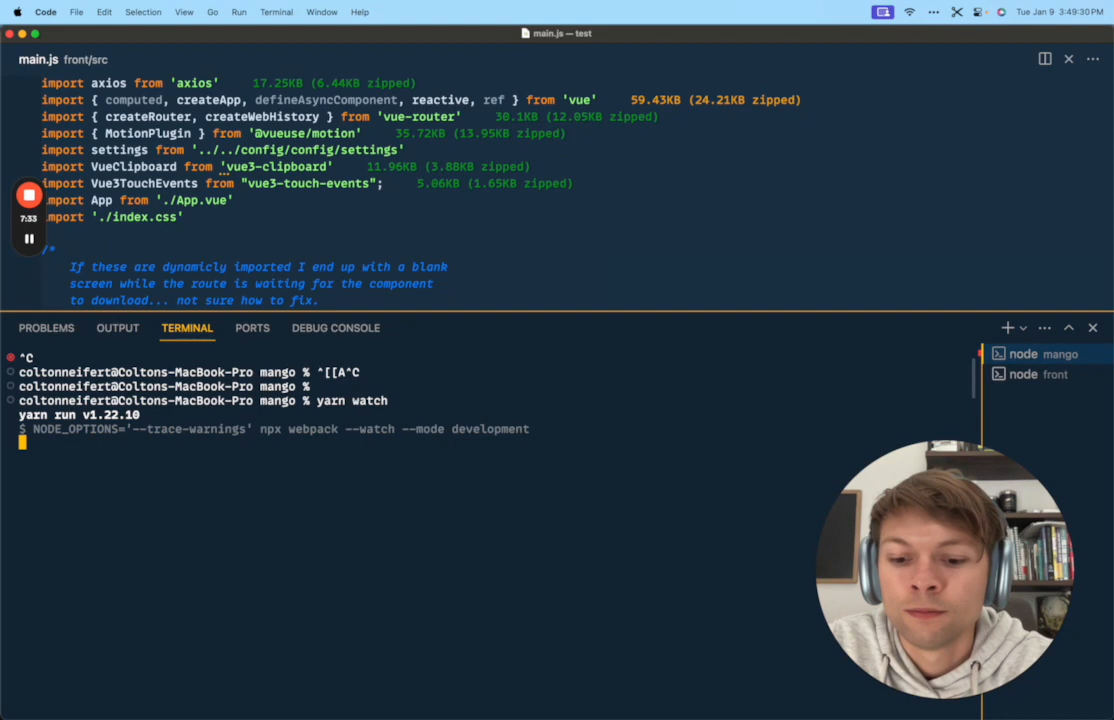 Code File Edit Selection View Go Run Terminal Window Help Tue Jan 9 3:49:30 PM
main.js — test
main.js front/src
import axios from 'axios' 17.25KB (6.44KB zipped)
import { computed, createApp, defineAsyncComponent, reactive, ref } from 'vue' 59.43KB (24.21KB zipped)
import { createRouter, createWebHistory } from 'vue-router' 30.1KB (12.05KB zipped)
import { MotionPlugin } from '@vueuse/motion' 35.72KB (13.95KB zipped)
import settings from '../../config/config/settings'
import VueClipboard from 'vue3-clipboard' 11.96KB (3.88KB zipped)
import Vue3TouchEvents from "vue3-touch-events"; 5.06KB (1.65KB zipped)
mport App from './App.vue'
7:33 mport './index.css'
/*
If these are dynamicly imported I end up with a blank
screen while the route is waiting for the component
to download... not sure how to fix.
PROBLEMS OUTPUT TERMINAL PORTS DEBUG CONSOLE
^C
coltonneifert@Coltons-MacBook-Pro mango % ^[[A^C
coltonneifert@Coltons-MacBook-Pro mango %
coltonneifert@Coltons-MacBook-Pro mango % yarn watch
yarn run v1.22.10
$ NODE_OPTIONS='--trace-warnings' npx webpack --watch --mode development
node mango
node front